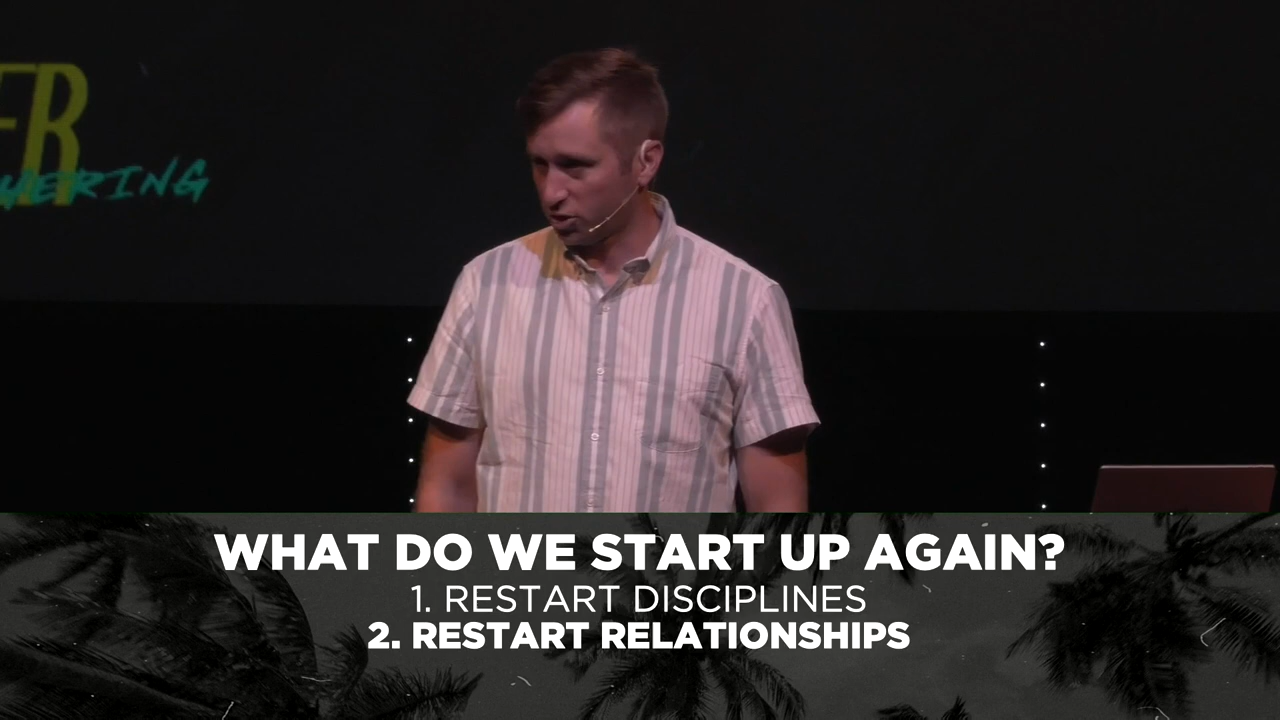 WHAT DO WE START UP AGAIN?
1. RESTART DISCIPLINES
2. RESTART RELATIONSHIPS